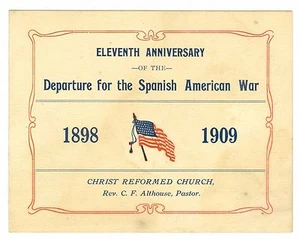 ELEVENTH ANNIVERSARY
—OF THE—
Departure for the Spanish American War
1898 1909
CHRIST REFORMED CHURCH,
Rev. C. F. Althouse, Pastor.